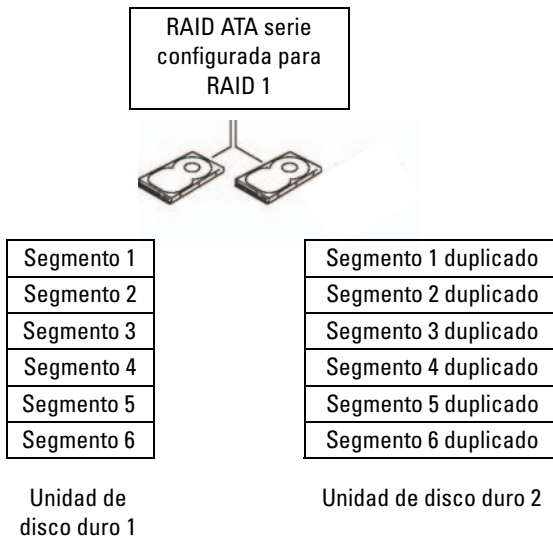 RAID ATA serie
configurada para
RAID 1
Segmento 1
Segmento 1 duplicado
Segmento 2
Segmento 2 duplicado
Segmento 3
Segmento 3 duplicado
Segmento 4
Segmento 4 duplicado
Segmento 5
Segmento 5 duplicado
Segmento 6
Segmento 6 duplicado
Unidad de
disco duro 1
Unidad de disco duro 2